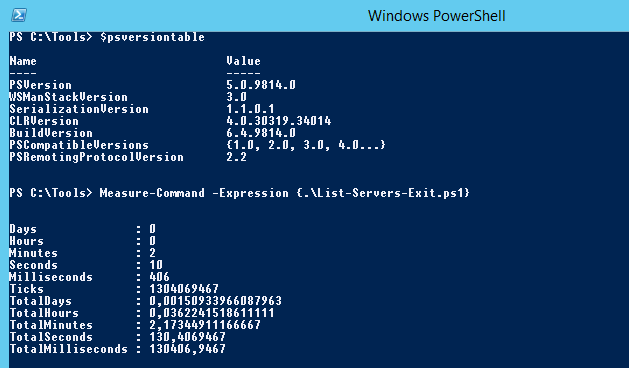 Windows PowerShell
PS C:\Tools> $psversiontable
Name Value
---- -----
PSVersion 5.0.9814.0
WSManStackVersion 3.0
SerializationVersion 1.1.0.1
CLRVersion 4.0.30319.34014
BuildVersion 6.4.9814.0
PSCompatibleVersions {1.0, 2.0, 3.0, 4.0...}
PSRemotingProtocolVersion 2.2
PS C:\Tools> Measure-Command -Expression {.\List-Servers-Exit.ps1}
Days : 0
Hours : 0
Minutes : 2
Seconds : 10
Milliseconds : 406
Ticks : 1304069467
TotalDays : 0,00150933966087963
TotalHours : 0,0362241518611111
TotalMinutes : 2,17344911166667
TotalSeconds : 130,4069467
TotalMilliseconds : 130406,9467